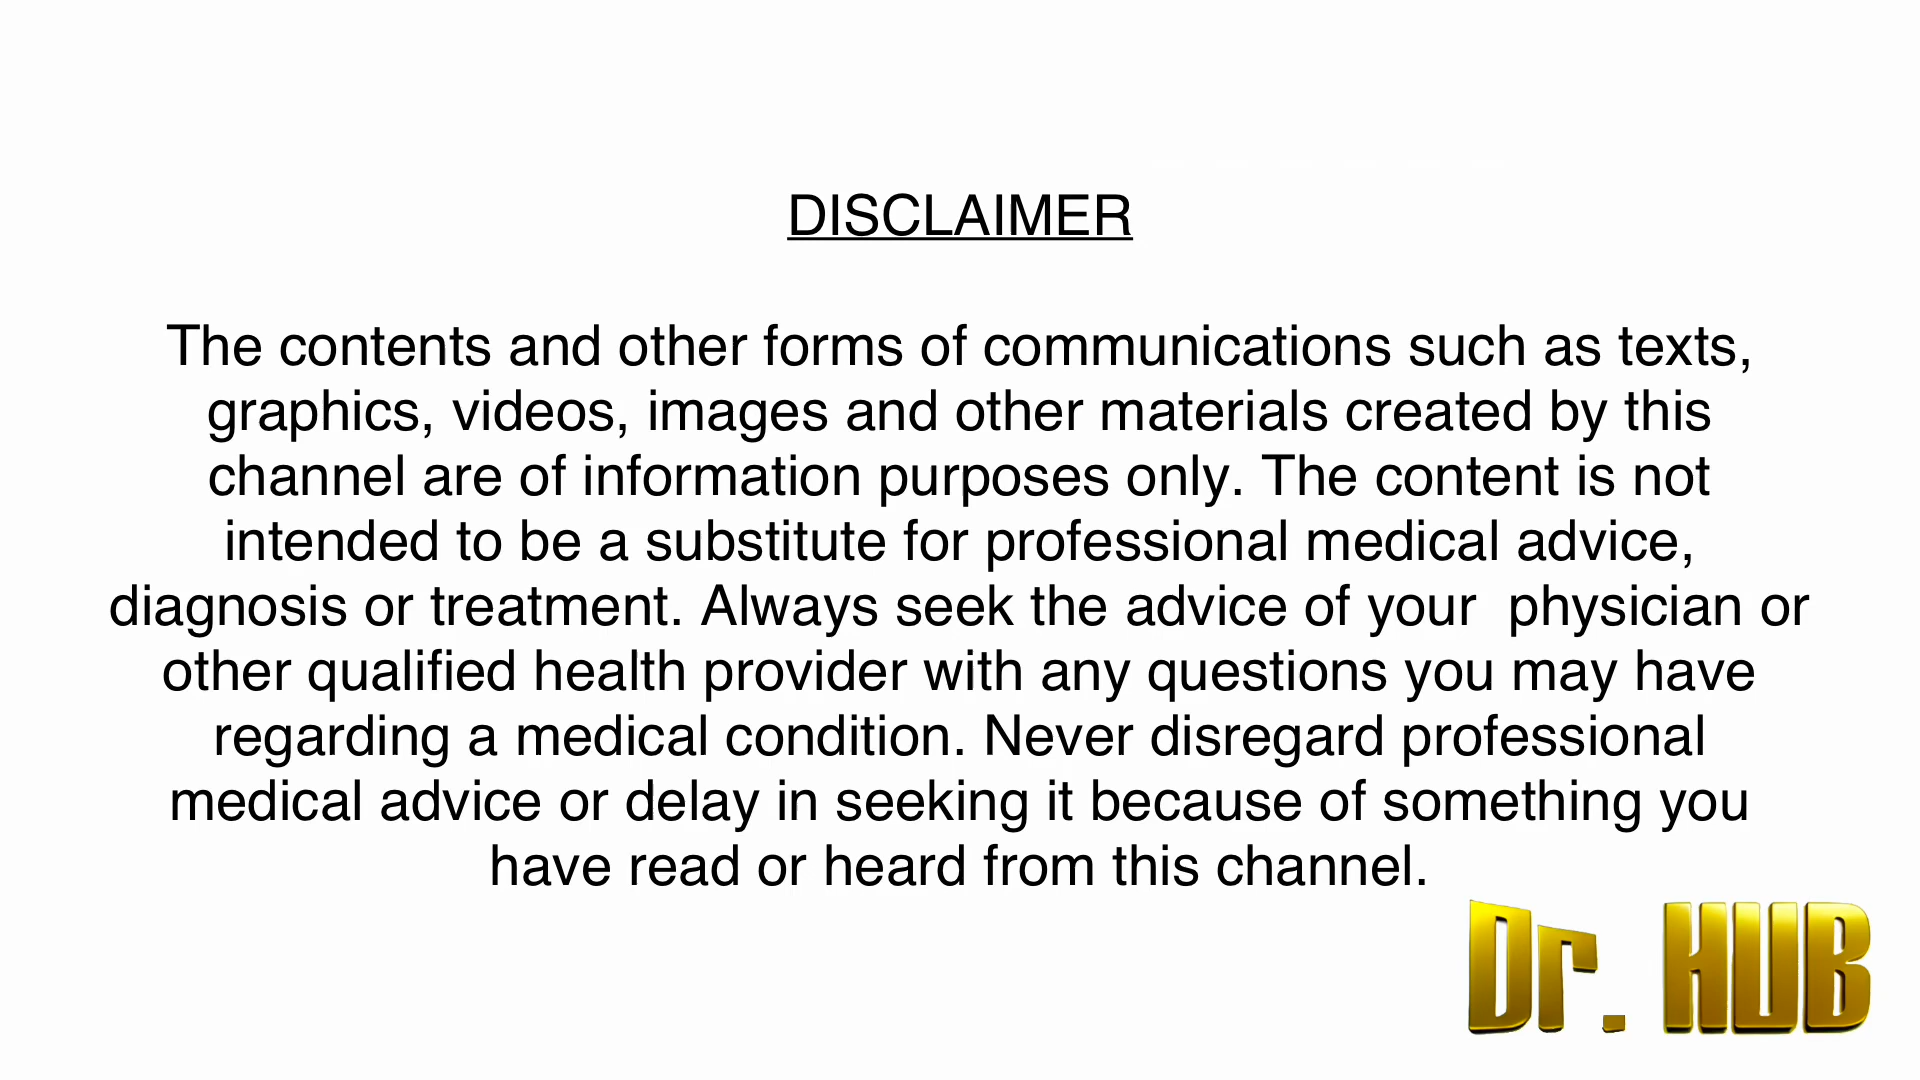 DISCLAIMER
The contents and other forms of communications such as texts,
graphics, videos, images and other materials created by this
channel are of information purposes only. The content is not
intended to be a substitute for professional medical advice,
diagnosis or treatment. Always seek the advice of your  physician or
other qualified health provider with any questions you may have
regarding a medical condition. Never disregard professional
medical advice or delay in seeking it because of something you
have read or heard from this channel.
Dr. HUB